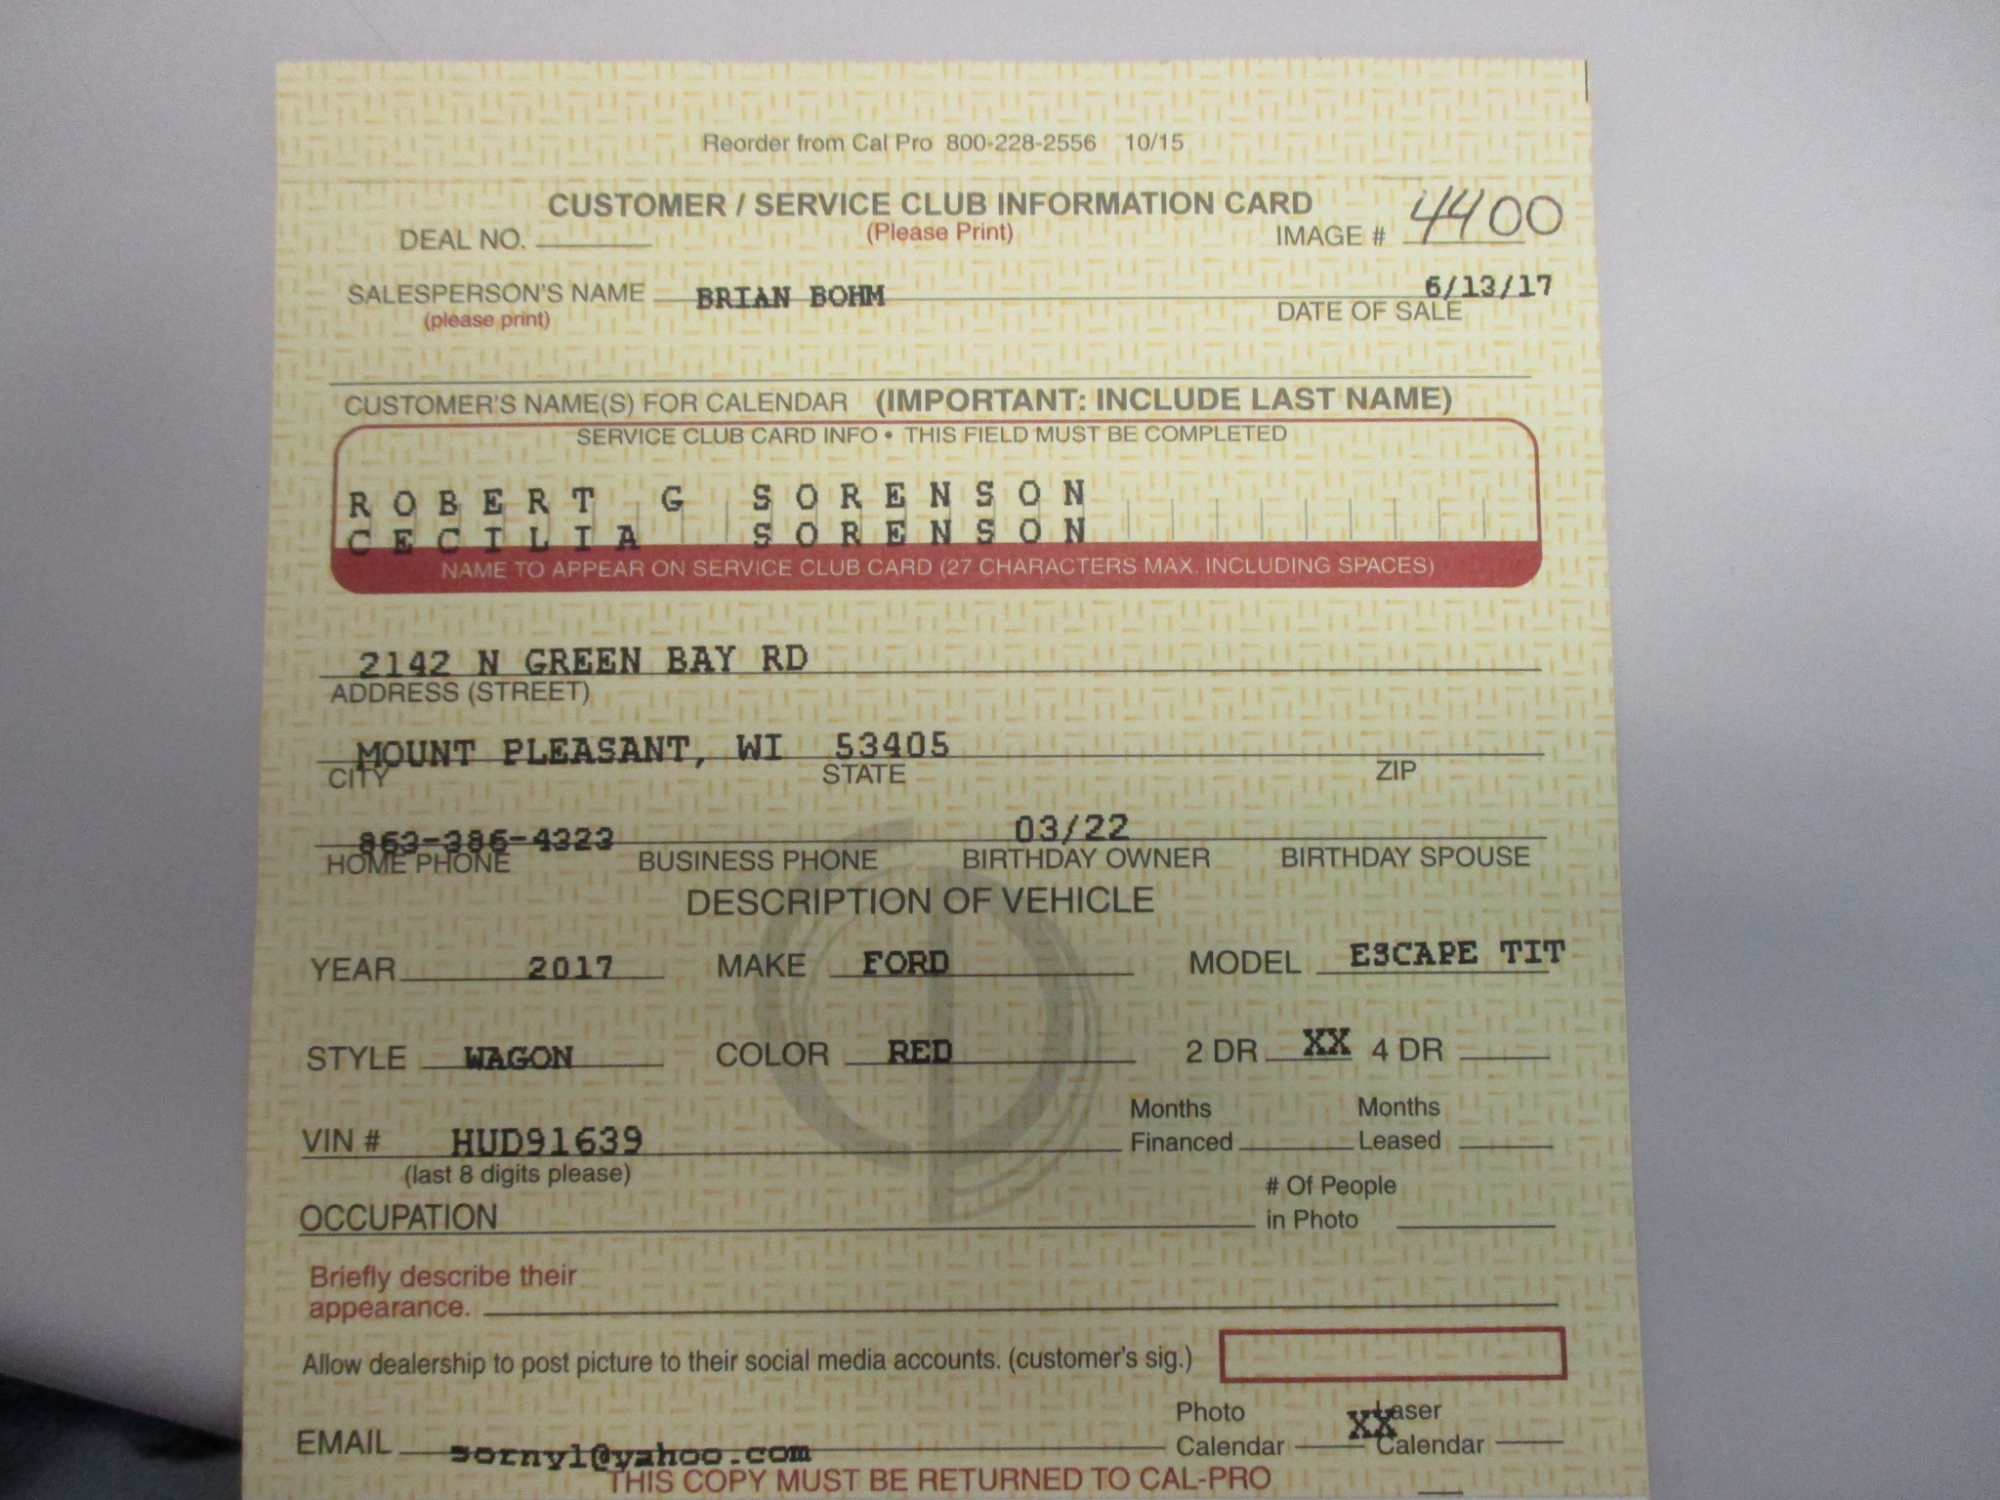 Reorder from Cal Pro 800-228-2556 10/15
CUSTOMER / SERVICE CLUB INFORMATION CARD
DEAL NO. (Please Print) IMAGE # 4400
SALESPERSON'S NAME BRIAN BOHM 6/13/17
(please print) DATE OF SALE
CUSTOMER'S NAME(S) FOR CALENDAR (IMPORTANT: INCLUDE LAST NAME)
SERVICE CLUB CARD INFO • THIS FIELD MUST BE COMPLETED
ROBERT G SORENSON
CECILIA SORENSON
NAME TO APPEAR ON SERVICE CLUB CARD (27 CHARACTERS MAX. INCLUDING SPACES)
2142 N GREEN BAY RD
ADDRESS (STREET)
MOUNT PLEASANT, WI 53405
CITY STATE ZIP
863-386-4323 03/22
HOME PHONE BUSINESS PHONE BIRTHDAY OWNER BIRTHDAY SPOUSE
DESCRIPTION OF VEHICLE
YEAR 2017 MAKE FORD MODEL ESCAPE TIT
STYLE WAGON COLOR RED 2 DR XX 4 DR
Months Months
VIN # HUD91639 Financed Leased
(last 8 digits please)
# Of People
OCCUPATION in Photo
Briefly describe their
appearance.
Allow dealership to post picture to their social media accounts. (customer's sig.)
Photo XX Laser
EMAIL sorny1@yahoo.com Calendar Calendar
THIS COPY MUST BE RETURNED TO CAL-PRO